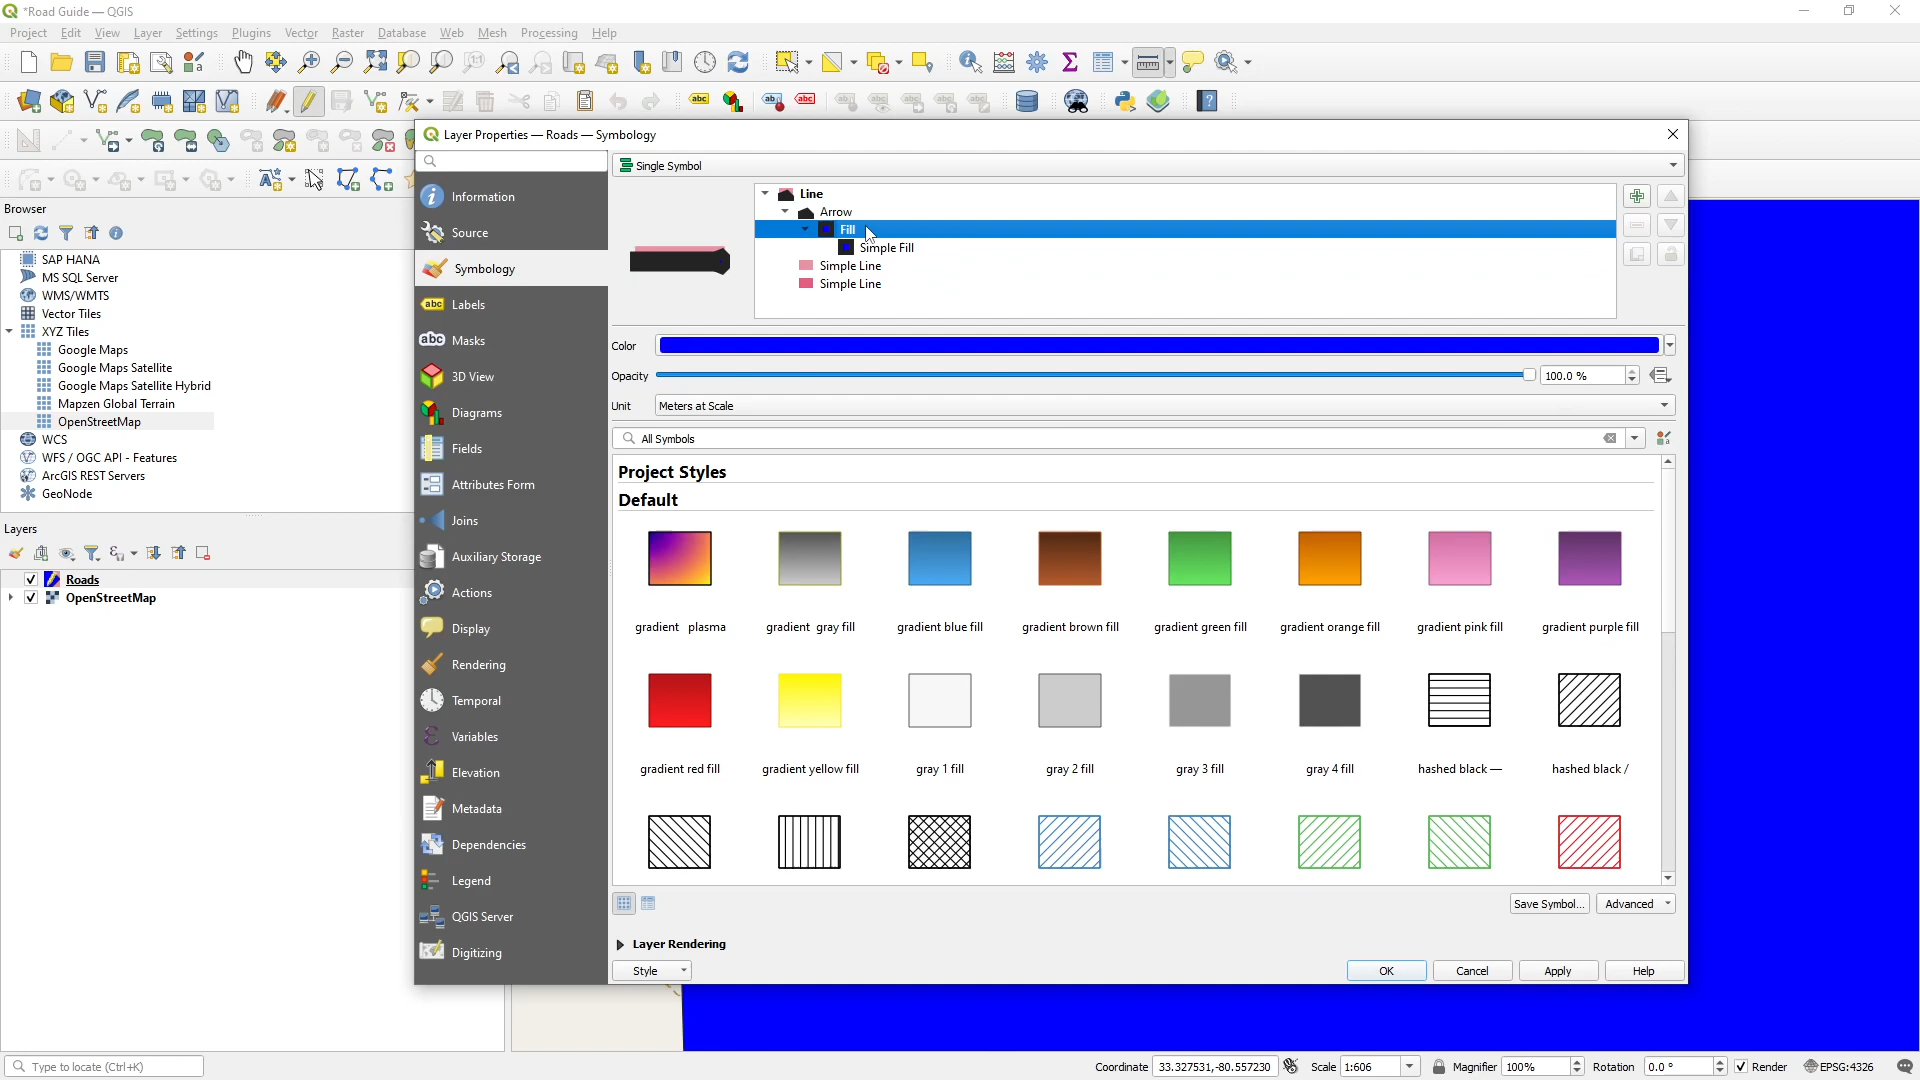 *Road Guide — QGIS
Project Edit View Layer Settings Plugins Vector Raster Database Web Mesh Processing Help
Browser
SAP HANA
MS SQL Server
WMS/WMTS
Vector Tiles
XYZ Tiles
Google Maps
Google Maps Satellite
Google Maps Satellite Hybrid
Mapzen Global Terrain
OpenStreetMap
WCS
WFS / OGC API - Features
ArcGIS REST Servers
GeoNode
Layers
Roads
OpenStreetMap
Layer Properties — Roads — Symbology
Information
Source
Symbology
abc Labels
abc Masks
3D View
Diagrams
Fields
Attributes Form
Joins
Auxiliary Storage
Actions
Display
Rendering
Temporal
Variables
Elevation
Metadata
Dependencies
Legend
QGIS Server
Digitizing
Single Symbol
Line
Arrow
Fill
Simple Fill
Simple Line
Simple Line
Color
Opacity 100.0 %
Unit Meters at Scale
All Symbols
Project Styles
Default
gradient plasma
gradient gray fill
gradient blue fill
gradient brown fill
gradient green fill
gradient orange fill
gradient pink fill
gradient purple fill
gradient red fill
gradient yellow fill
gray 1 fill
gray 2 fill
gray 3 fill
gray 4 fill
hashed black —
hashed black /
Save Symbol... Advanced
Layer Rendering
Style OK Cancel Apply Help
Type to locate (Ctrl+K) Coordinate 33.327531,-80.557230 Scale 1:606 Magnifier 100% Rotation 0.0 ° Render EPSG:4326